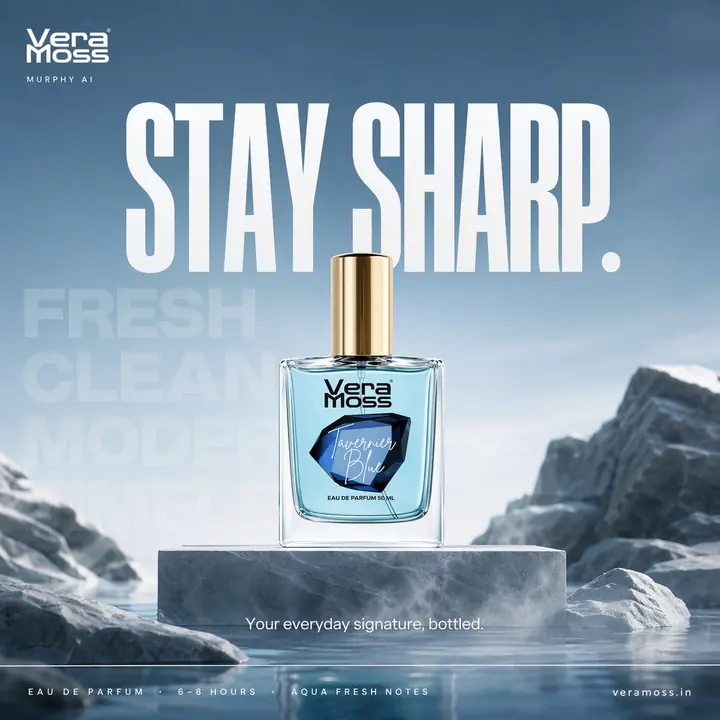 Vera
Moss®
MURPHY AI
STAY SHARP.
FRESH
CLEAN
Vera
Moss®
Tavernier
Blue
EAU DE PARFUM 50 ML
Your everyday signature, bottled.
EAU DE PARFUM · 6–8 HOURS · AQUA FRESH NOTES
veramoss.in